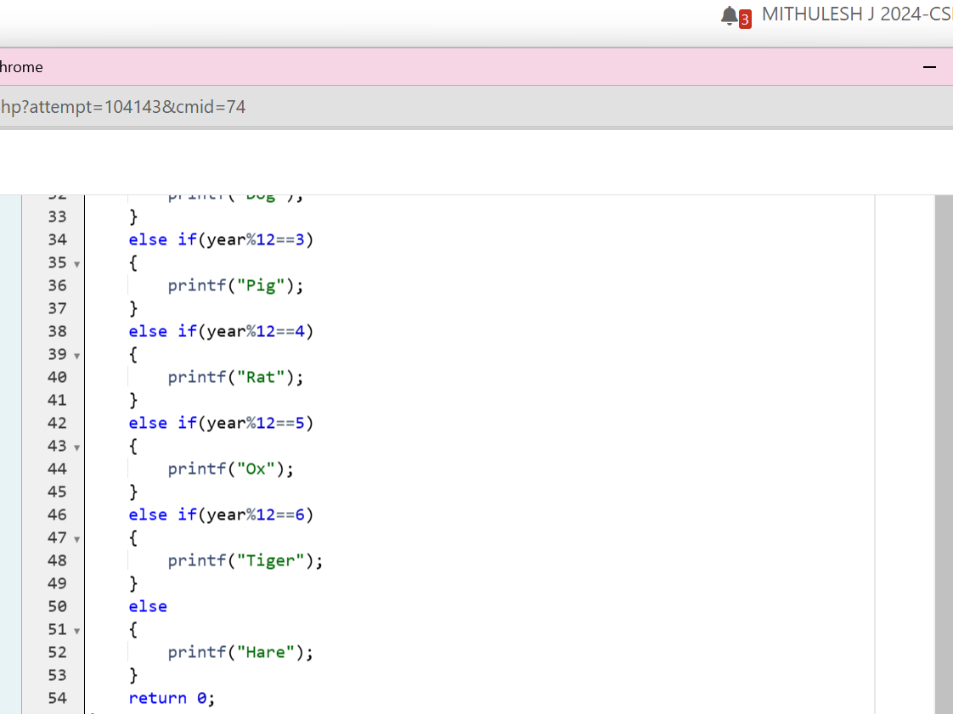 3 MITHULESH J 2024-CS
hrome
hp?attempt=104143&cmid=74
32 printf("Dog");
33 }
34 else if(year%12==3)
35 {
36 printf("Pig");
37 }
38 else if(year%12==4)
39 {
40 printf("Rat");
41 }
42 else if(year%12==5)
43 {
44 printf("Ox");
45 }
46 else if(year%12==6)
47 {
48 printf("Tiger");
49 }
50 else
51 {
52 printf("Hare");
53 }
54 return 0;